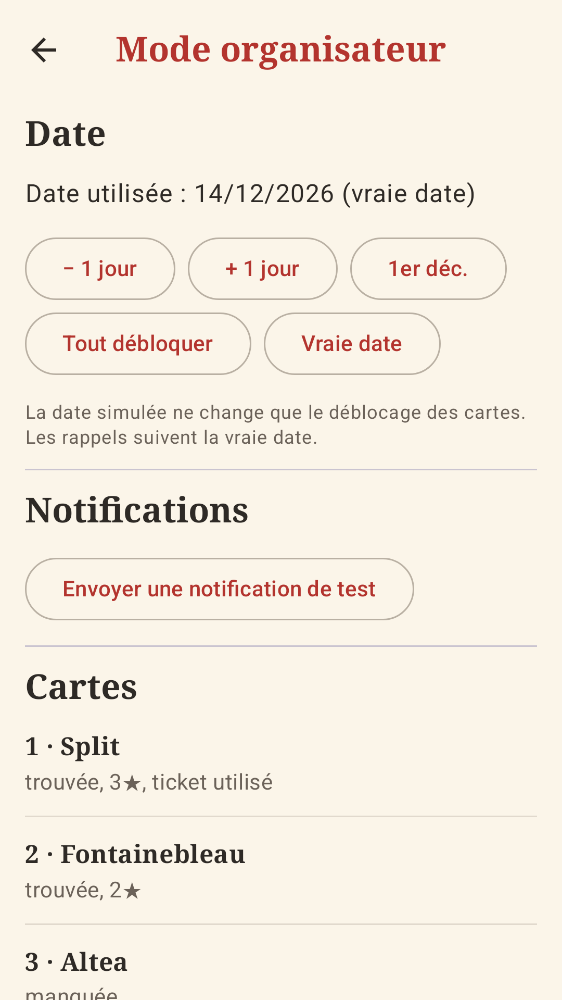 Mode organisateur
Date
Date utilisée : 14/12/2026 (vraie date)
− 1 jour
+ 1 jour
1er déc.
Tout débloquer
Vraie date
La date simulée ne change que le déblocage des cartes.
Les rappels suivent la vraie date.
Notifications
Envoyer une notification de test
Cartes
1 · Split
trouvée, 3★, ticket utilisé
2 · Fontainebleau
trouvée, 2★
3 · Altea
manquée